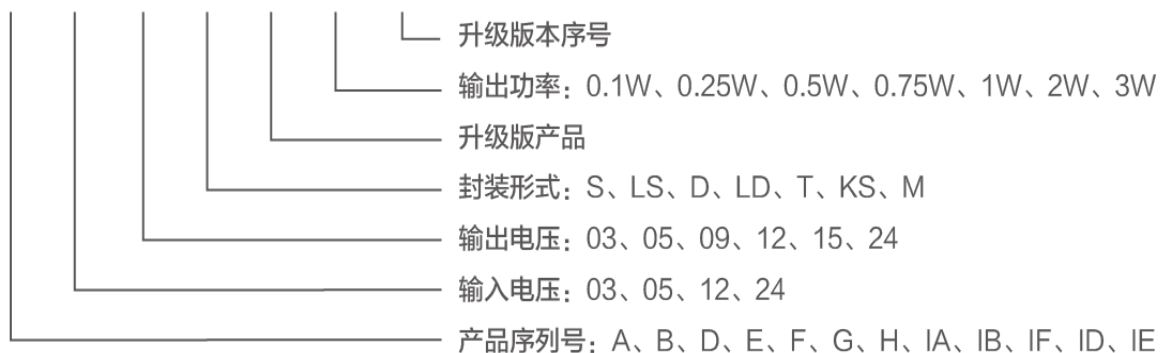 升级版本序号
输出功率：0.1W、0.25W、0.5W、0.75W、1W、2W、3W
升级版产品
封装形式：S、LS、D、LD、T、KS、M
输出电压：03、05、09、12、15、24
输入电压：03、05、12、24
产品序列号：A、B、D、E、F、G、H、IA、IB、IF、ID、IE